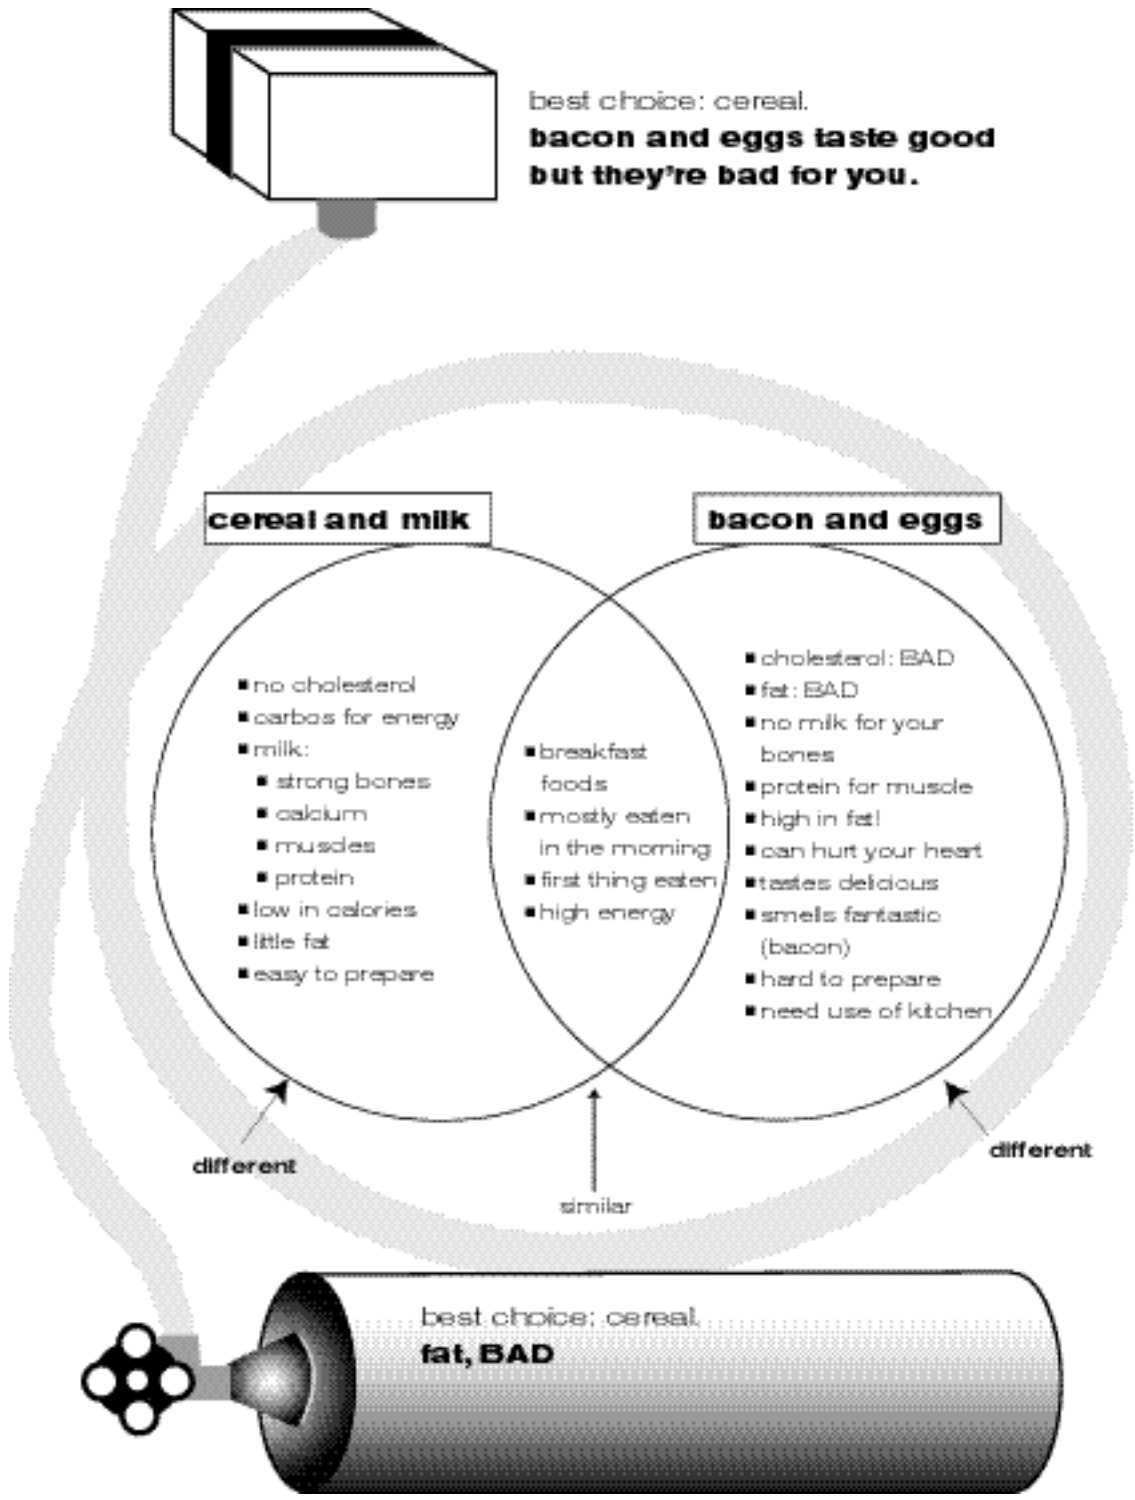 best choice: cereal.
bacon and eggs taste good
but they're bad for you.
cereal and milk
bacon and eggs
no cholesterol
carbos for energy
milk:
strong bones
calcium
muscles
protein
low in calories
little fat
easy to prepare
breakfast
foods
mostly eaten
in the morning
first thing eaten
high energy
cholesterol: BAD
fat: BAD
no milk for your
bones
protein for muscle
high in fat!
can hurt your heart
tastes delicious
smells fantastic
(bacon)
hard to prepare
need use of kitchen
different
similar
different
best choice: cereal.
fat, BAD